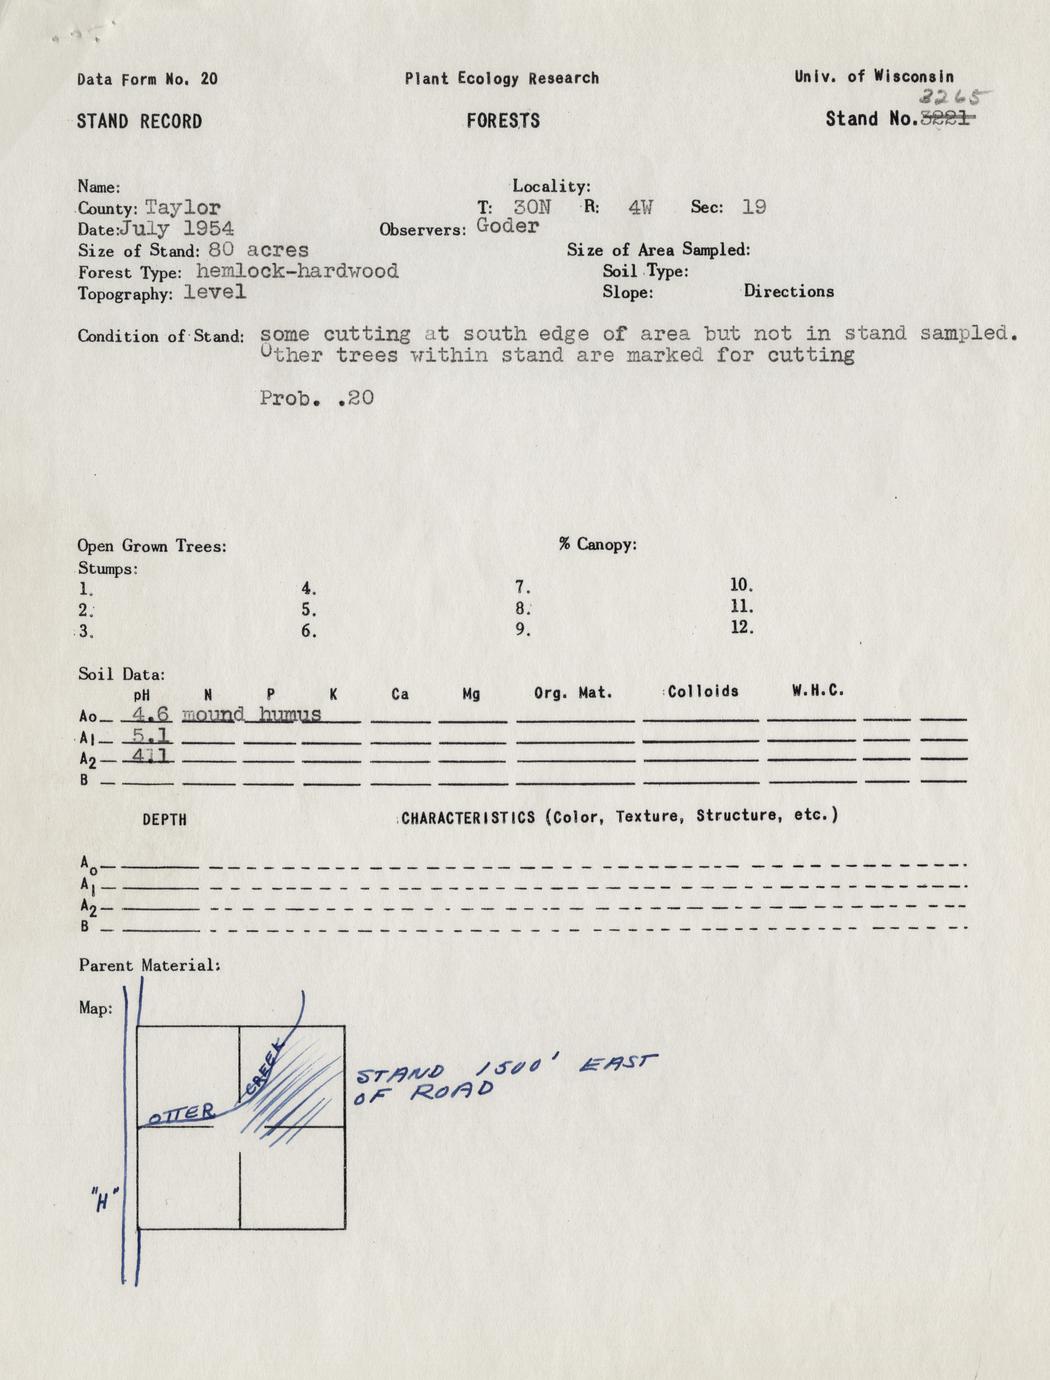 Data Form No. 20 Plant Ecology Research Univ. of Wisconsin
3265
STAND RECORD FORESTS Stand No. 3221
Name: Locality:
County: Taylor T: 30N R: 4W Sec: 19
Date: July 1954 Observers: Goder
Size of Stand: 80 acres Size of Area Sampled:
Forest Type: hemlock-hardwood Soil Type:
Topography: level Slope: Directions
Condition of Stand: some cutting at south edge of area but not in stand sampled.
Other trees within stand are marked for cutting
Prob. .20
Open Grown Trees: % Canopy:
Stumps:
1. 4. 7. 10.
2. 5. 8. 11.
3. 6. 9. 12.
Soil Data:
pH N P K Ca Mg Org. Mat. Colloids W.H.C.
Ao 4.6 mound humus
A1 5.1
A2 4.1
B
DEPTH CHARACTERISTICS (Color, Texture, Structure, etc.)
Ao
A1
A2
B
Parent Material:
Map:
CREEK
STAND 1500' EAST
OF ROAD
OTTER
"H"